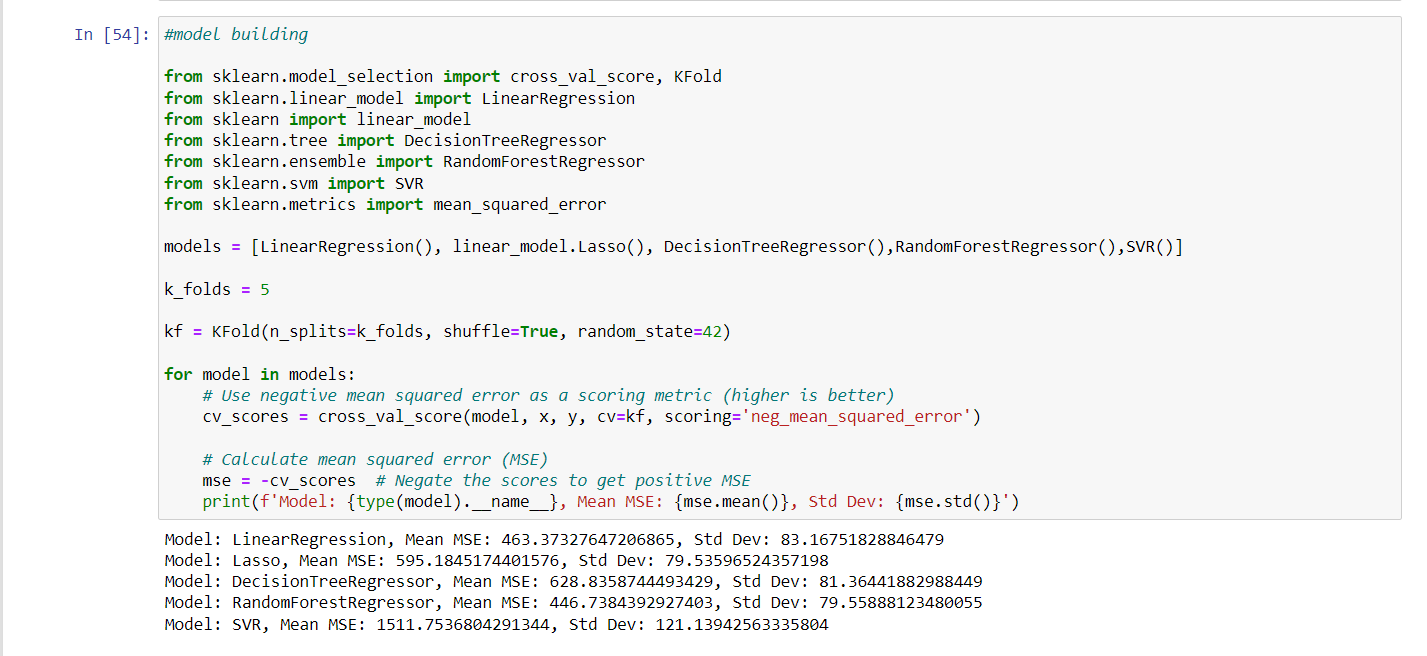 In [54]: #model building
from sklearn.model_selection import cross_val_score, KFold
from sklearn.linear_model import LinearRegression
from sklearn import linear_model
from sklearn.tree import DecisionTreeRegressor
from sklearn.ensemble import RandomForestRegressor
from sklearn.svm import SVR
from sklearn.metrics import mean_squared_error
models = [LinearRegression(), linear_model.Lasso(), DecisionTreeRegressor(),RandomForestRegressor(),SVR()]
k_folds = 5
kf = KFold(n_splits=k_folds, shuffle=True, random_state=42)
for model in models:
    # Use negative mean squared error as a scoring metric (higher is better)
    cv_scores = cross_val_score(model, x, y, cv=kf, scoring='neg_mean_squared_error')
    # Calculate mean squared error (MSE)
    mse = -cv_scores  # Negate the scores to get positive MSE
    print(f'Model: {type(model).__name__}, Mean MSE: {mse.mean()}, Std Dev: {mse.std()}')
Model: LinearRegression, Mean MSE: 463.37327647206865, Std Dev: 83.16751828846479
Model: Lasso, Mean MSE: 595.1845174401576, Std Dev: 79.53596524357198
Model: DecisionTreeRegressor, Mean MSE: 628.8358744493429, Std Dev: 81.36441882988449
Model: RandomForestRegressor, Mean MSE: 446.7384392927403, Std Dev: 79.55888123480055
Model: SVR, Mean MSE: 1511.7536804291344, Std Dev: 121.13942563335804